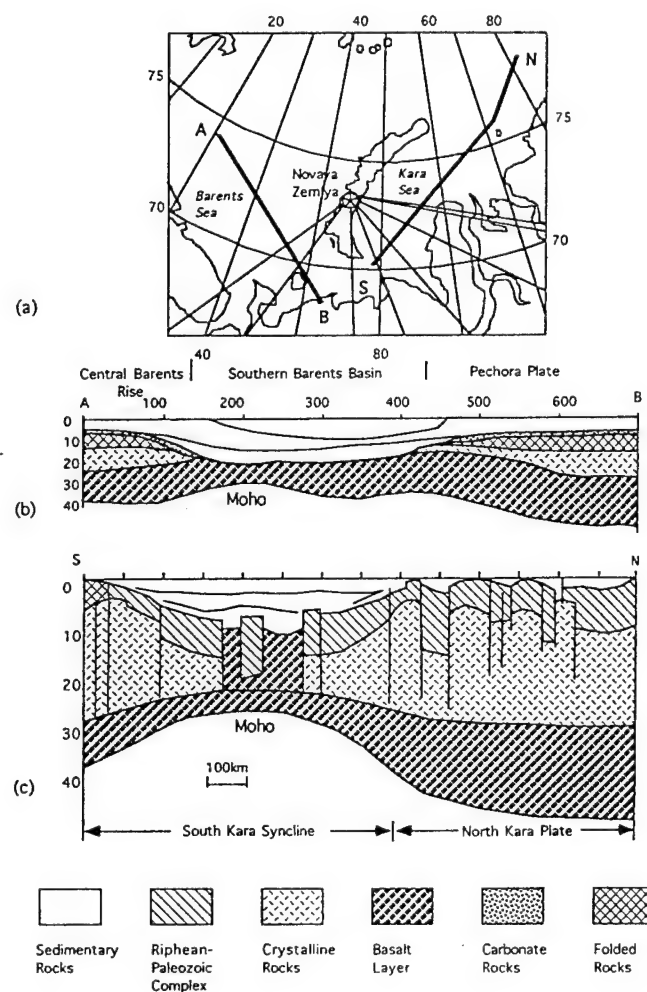 20 40 60 80
75
N
A
75
Novaya
Zemlya
Kara
Sea
Barents
Sea
70
70
S
B
(a)
40 80
Central Barents
Rise
Southern Barents Basin
Pechora Plate
A 100 200 300 400 500 600 B
0
10
20
30
40
Moho
(b)
S N
0
10
20
30
40
Moho
100km
(c)
South Kara Syncline
North Kara Plate
Sedimentary
Rocks
Riphean-
Paleozoic
Complex
Crystalline
Rocks
Basalt
Layer
Carbonate
Rocks
Folded
Rocks